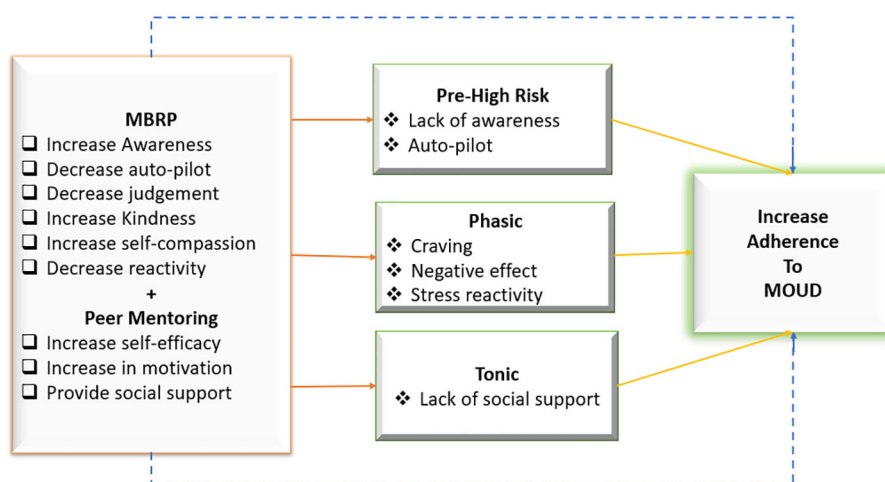 MBRP
❑ Increase Awareness
❑ Decrease auto-pilot
❑ Decrease judgement
❑ Increase Kindness
❑ Increase self-compassion
❑ Decrease reactivity
+
Peer Mentoring
❑ Increase self-efficacy
❑ Increase in motivation
❑ Provide social support
Pre-High Risk
❖ Lack of awareness
❖ Auto-pilot
Phasic
❖ Craving
❖ Negative effect
❖ Stress reactivity
Tonic
❖ Lack of social support
Increase
Adherence
To
MOUD